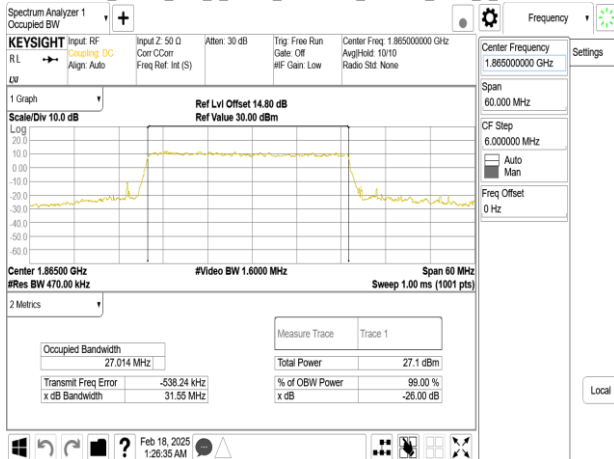 Spectrum Analyzer 1
Occupied BW
Frequency
KEYSIGHT
RL
LXI
Input: RF
Coupling: DC
Align: Auto
Input Z: 50 Ω
Corr CCorr
Freq Ref: Int (S)
Atten: 30 dB
Trig: Free Run
Gate: Off
#IF Gain: Low
Center Freq: 1.865000000 GHz
Avg|Hold: 10/10
Radio Std: None
Center Frequency
1.865000000 GHz
Settings
Span
60.000 MHz
CF Step
6.000000 MHz
Auto
Man
Freq Offset
0 Hz
Local
1 Graph
Scale/Div 10.0 dB
Ref Lvl Offset 14.80 dB
Ref Value 30.00 dBm
Log
20.0
10.0
0.00
-10.0
-20.0
-30.0
-40.0
-50.0
-60.0
Center 1.86500 GHz
#Video BW 1.6000 MHz
Span 60 MHz
#Res BW 470.00 kHz
Sweep 1.00 ms (1001 pts)
2 Metrics
Measure Trace
Trace 1
Occupied Bandwidth
27.014 MHz
Total Power
27.1 dBm
Transmit Freq Error
-538.24 kHz
% of OBW Power
99.00 %
x dB Bandwidth
31.55 MHz
x dB
-26.00 dB
Feb 18, 2025
1:26:35 AM